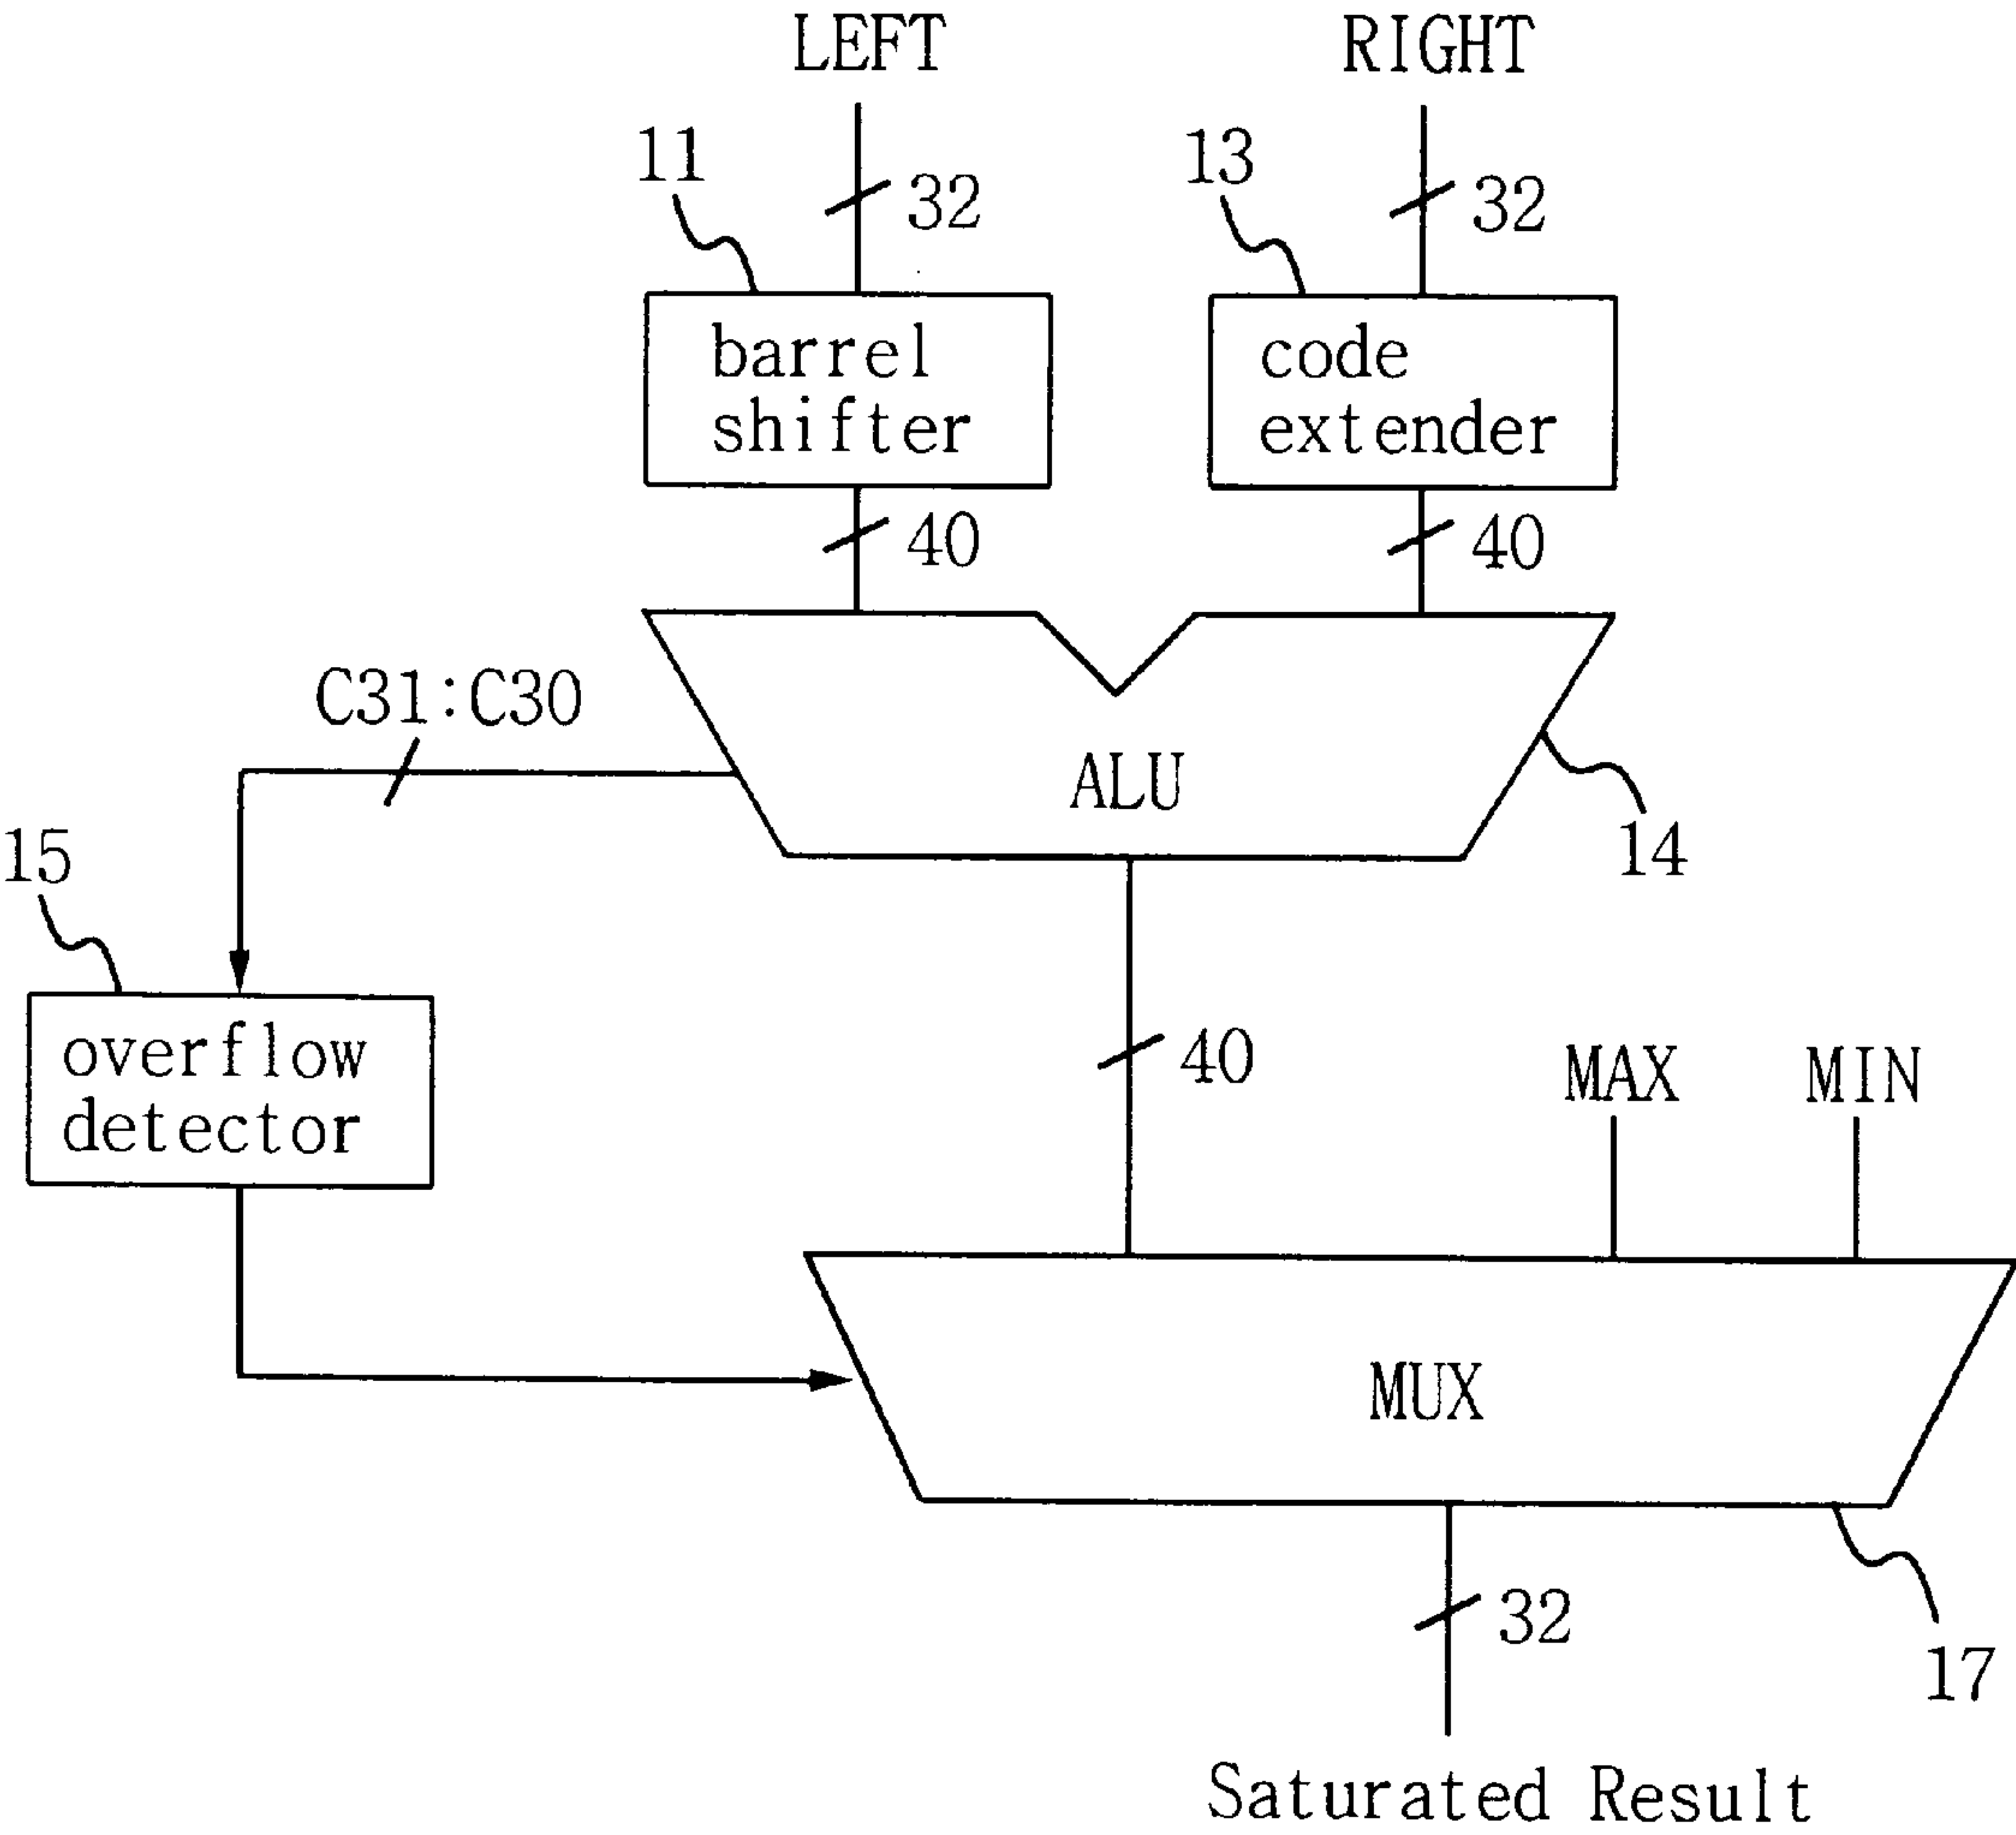 LEFT
RIGHT
11
32
13
32
barrel
shifter
code
extender
40
40
C31:C30
ALU
14
15
overflow
detector
40
MAX
MIN
MUX
32
17
Saturated Result